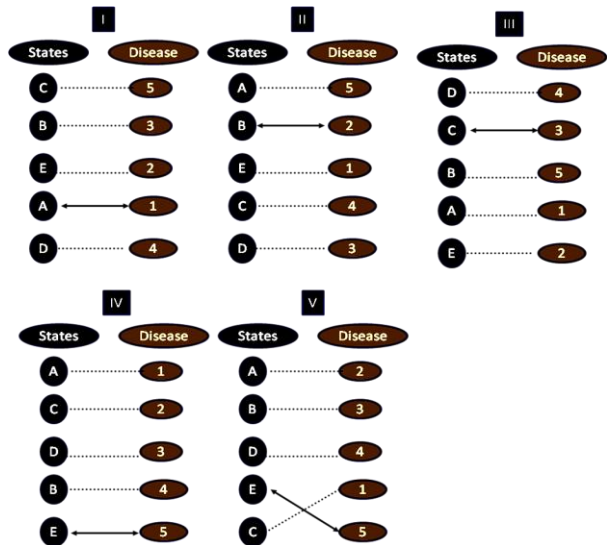 I
States Disease
C 5
B 3
E 2
A 1
D 4
II
States Disease
A 5
B 2
E 1
C 4
D 3
III
States Disease
D 4
C 3
B 5
A 1
E 2
IV
States Disease
A 1
C 2
D 3
B 4
E 5
V
States Disease
A 2
B 3
D 4
E 1
C 5